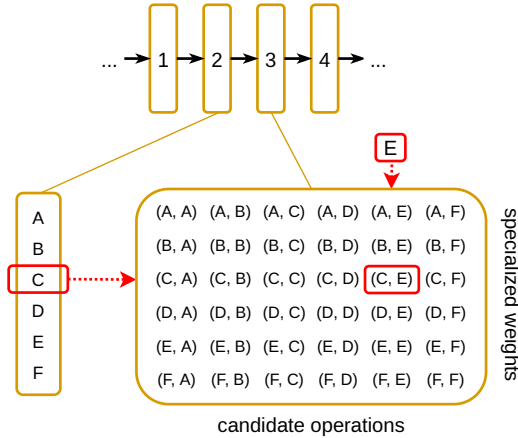 ... 1 2 3 4 ...
E
A
B
C
D
E
F
(A, A) (A, B) (A, C) (A, D) (A, E) (A, F)
(B, A) (B, B) (B, C) (B, D) (B, E) (B, F)
(C, A) (C, B) (C, C) (C, D) (C, E) (C, F)
(D, A) (D, B) (D, C) (D, D) (D, E) (D, F)
(E, A) (E, B) (E, C) (E, D) (E, E) (E, F)
(F, A) (F, B) (F, C) (F, D) (F, E) (F, F)
specialized weights
candidate operations